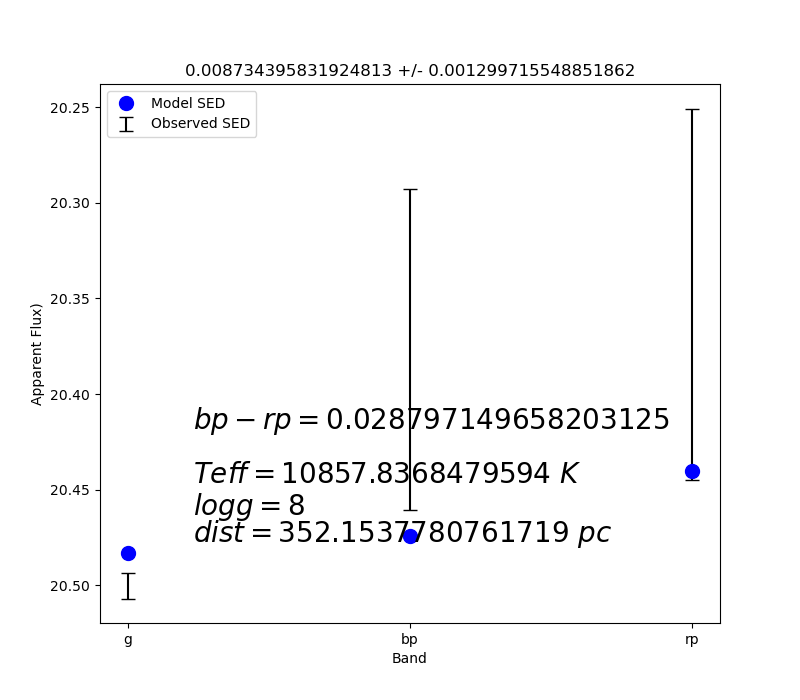 0.008734395831924813 +/- 0.001299715548851862
Model SED
Observed SED
20.25
20.30
20.35
20.40
20.45
20.50
Apparent Flux)
bp − rp = 0.028797149658203125
Teff = 10857.8368479594 K
logg = 8
dist = 352.1537780761719 pc
g bp rp
Band